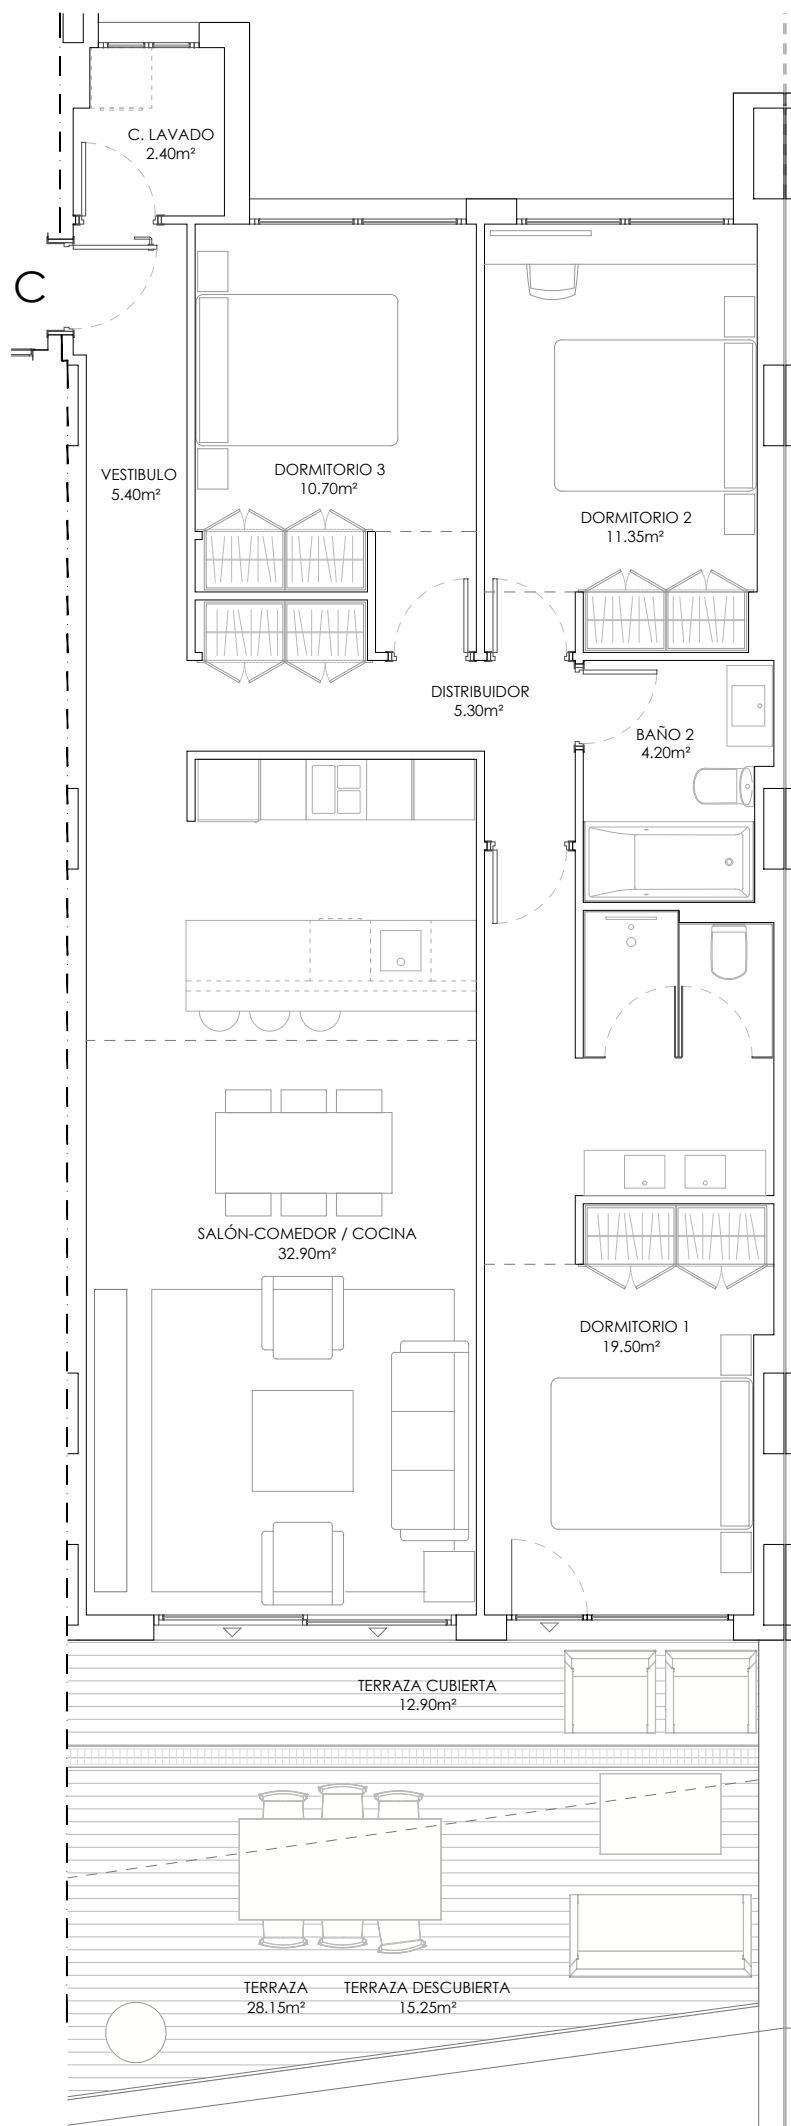 C. LAVADO
2.40m²
C
VESTIBULO
5.40m²
DORMITORIO 3
10.70m²
DORMITORIO 2
11.35m²
DISTRIBUIDOR
5.30m²
BAÑO 2
4.20m²
SALÓN-COMEDOR / COCINA
32.90m²
DORMITORIO 1
19.50m²
TERRAZA CUBIERTA
12.90m²
TERRAZA
28.15m²
TERRAZA DESCUBIERTA
15.25m²